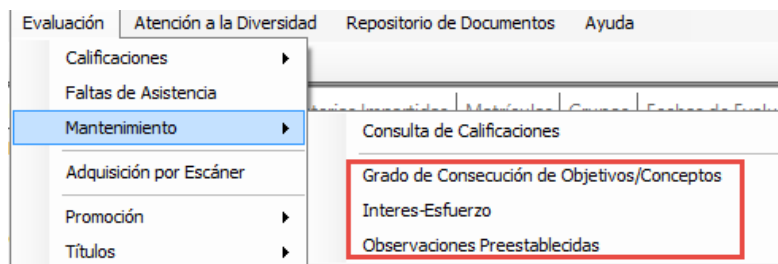 Evaluación Atención a la Diversidad Repositorio de Documentos Ayuda
Calificaciones
Faltas de Asistencia
Mantenimiento
Adquisición por Escáner
Promoción
Títulos
Consulta de Calificaciones
Grado de Consecución de Objetivos/Conceptos
Interes-Esfuerzo
Observaciones Preestablecidas